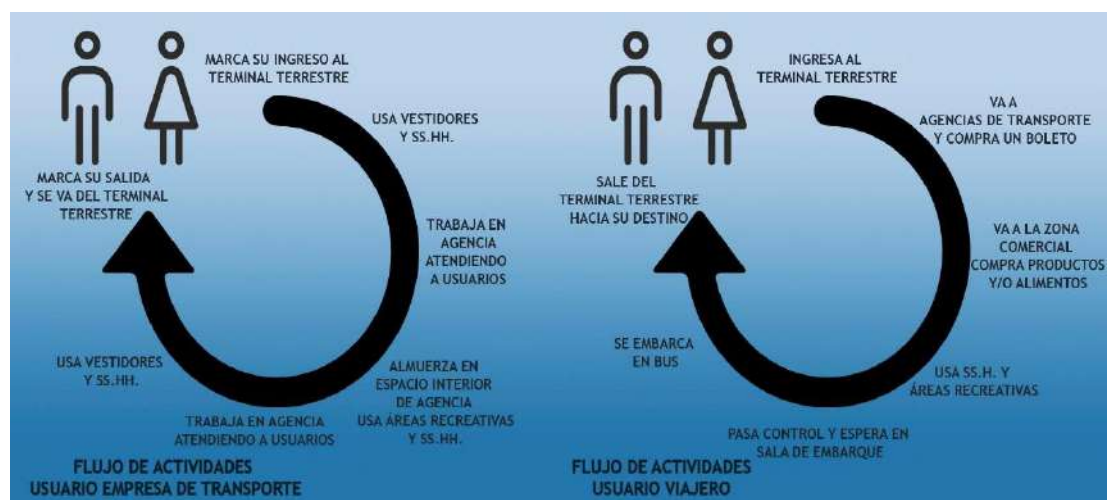 MARCA SU INGRESO AL
TERMINAL TERRESTRE
USA VESTIDORES
Y SS.HH.
TRABAJA EN
AGENCIA
ATENDIENDO
A USUARIOS
ALMUERZA EN
ESPACIO INTERIOR
DE AGENCIA
USA ÁREAS RECREATIVAS
Y SS.HH.
TRABAJA EN AGENCIA
ATENDIENDO A USUARIOS
USA VESTIDORES
Y SS.HH.
MARCA SU SALIDA
Y SE VA DEL TERMINAL
TERRESTRE
FLUJO DE ACTIVIDADES
USUARIO EMPRESA DE TRANSPORTE
INGRESA AL
TERMINAL TERRESTRE
VA A
AGENCIAS DE TRANSPORTE
Y COMPRA UN BOLETO
VA A LA ZONA
COMERCIAL
COMPRA PRODUCTOS
Y/O ALIMENTOS
USA SS.H. Y
ÁREAS RECREATIVAS
PASA CONTROL Y ESPERA EN
SALA DE EMBARQUE
SE EMBARCA
EN BUS
SALE DEL
TERMINAL TERRESTRE
HACIA SU DESTINO
FLUJO DE ACTIVIDADES
USUARIO VIAJERO